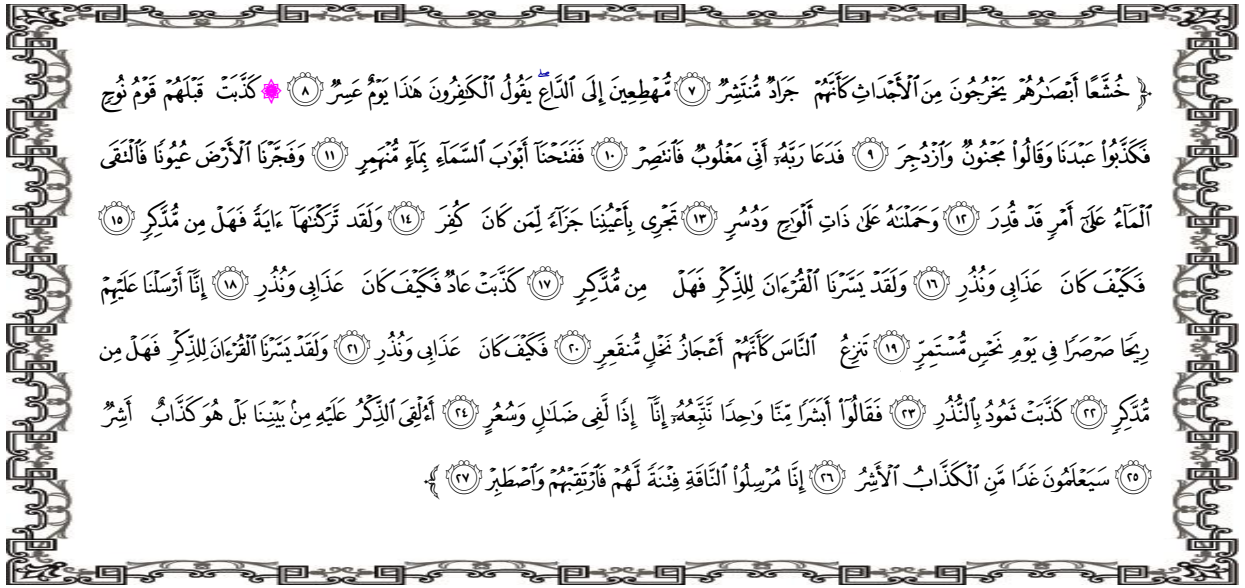 ﴿ خُشَّعًا أَبۡصَٰرُهُمۡ يَخۡرُجُونَ مِنَ ٱلۡأَجۡدَاثِ كَأَنَّهُمۡ جَرَادٞ مُّنتَشِرٞ ٧ مُّهۡطِعِينَ إِلَى ٱلدَّاعِۖ يَقُولُ ٱلۡكَٰفِرُونَ هَٰذَا يَوۡمٌ عَسِرٞ ٨ ۞ كَذَّبَتۡ قَبۡلَهُمۡ قَوۡمُ نُوحٖ
فَكَذَّبُواْ عَبۡدَنَا وَقَالُواْ مَجۡنُونٞ وَٱزۡدُجِرَ ٩ فَدَعَا رَبَّهُۥٓ أَنِّي مَغۡلُوبٞ فَٱنتَصِرۡ ١٠ فَفَتَحۡنَآ أَبۡوَٰبَ ٱلسَّمَآءِ بِمَآءٖ مُّنۡهَمِرٖ ١١ وَفَجَّرۡنَا ٱلۡأَرۡضَ عُيُونٗا فَٱلۡتَقَى
ٱلۡمَآءُ عَلَىٰٓ أَمۡرٖ قَدۡ قُدِرَ ١٢ وَحَمَلۡنَٰهُ عَلَىٰ ذَاتِ أَلۡوَٰحٖ وَدُسُرٖ ١٣ تَجۡرِي بِأَعۡيُنِنَا جَزَآءٗ لِّمَن كَانَ كُفِرَ ١٤ وَلَقَد تَّرَكۡنَٰهَآ ءَايَةٗ فَهَلۡ مِن مُّدَّكِرٖ ١٥
فَكَيۡفَ كَانَ عَذَابِي وَنُذُرِ ١٦ وَلَقَدۡ يَسَّرۡنَا ٱلۡقُرۡءَانَ لِلذِّكۡرِ فَهَلۡ مِن مُّدَّكِرٖ ١٧ كَذَّبَتۡ عَادٞ فَكَيۡفَ كَانَ عَذَابِي وَنُذُرِ ١٨ إِنَّآ أَرۡسَلۡنَا عَلَيۡهِمۡ
رِيحٗا صَرۡصَرٗا فِي يَوۡمِ نَحۡسٖ مُّسۡتَمِرّٖ ١٩ تَنزِعُ ٱلنَّاسَ كَأَنَّهُمۡ أَعۡجَازُ نَخۡلٖ مُّنقَعِرٖ ٢٠ فَكَيۡفَ كَانَ عَذَابِي وَنُذُرِ ٢١ وَلَقَدۡ يَسَّرۡنَا ٱلۡقُرۡءَانَ لِلذِّكۡرِ فَهَلۡ مِن
مُّدَّكِرٖ ٢٢ كَذَّبَتۡ ثَمُودُ بِٱلنُّذُرِ ٢٣ فَقَالُوٓاْ أَبَشَرٗا مِّنَّا وَٰحِدٗا نَّتَّبِعُهُۥٓ إِنَّآ إِذٗا لَّفِي ضَلَٰلٖ وَسُعُرٍ ٢٤ أَءُلۡقِيَ ٱلذِّكۡرُ عَلَيۡهِ مِنۢ بَيۡنِنَا بَلۡ هُوَ كَذَّابٌ أَشِرٞ
٢٥ سَيَعۡلَمُونَ غَدٗا مَّنِ ٱلۡكَذَّابُ ٱلۡأَشِرُ ٢٦ إِنَّا مُرۡسِلُواْ ٱلنَّاقَةِ فِتۡنَةٗ لَّهُمۡ فَٱرۡتَقِبۡهُمۡ وَٱصۡطَبِرۡ ٢٧ ﴾